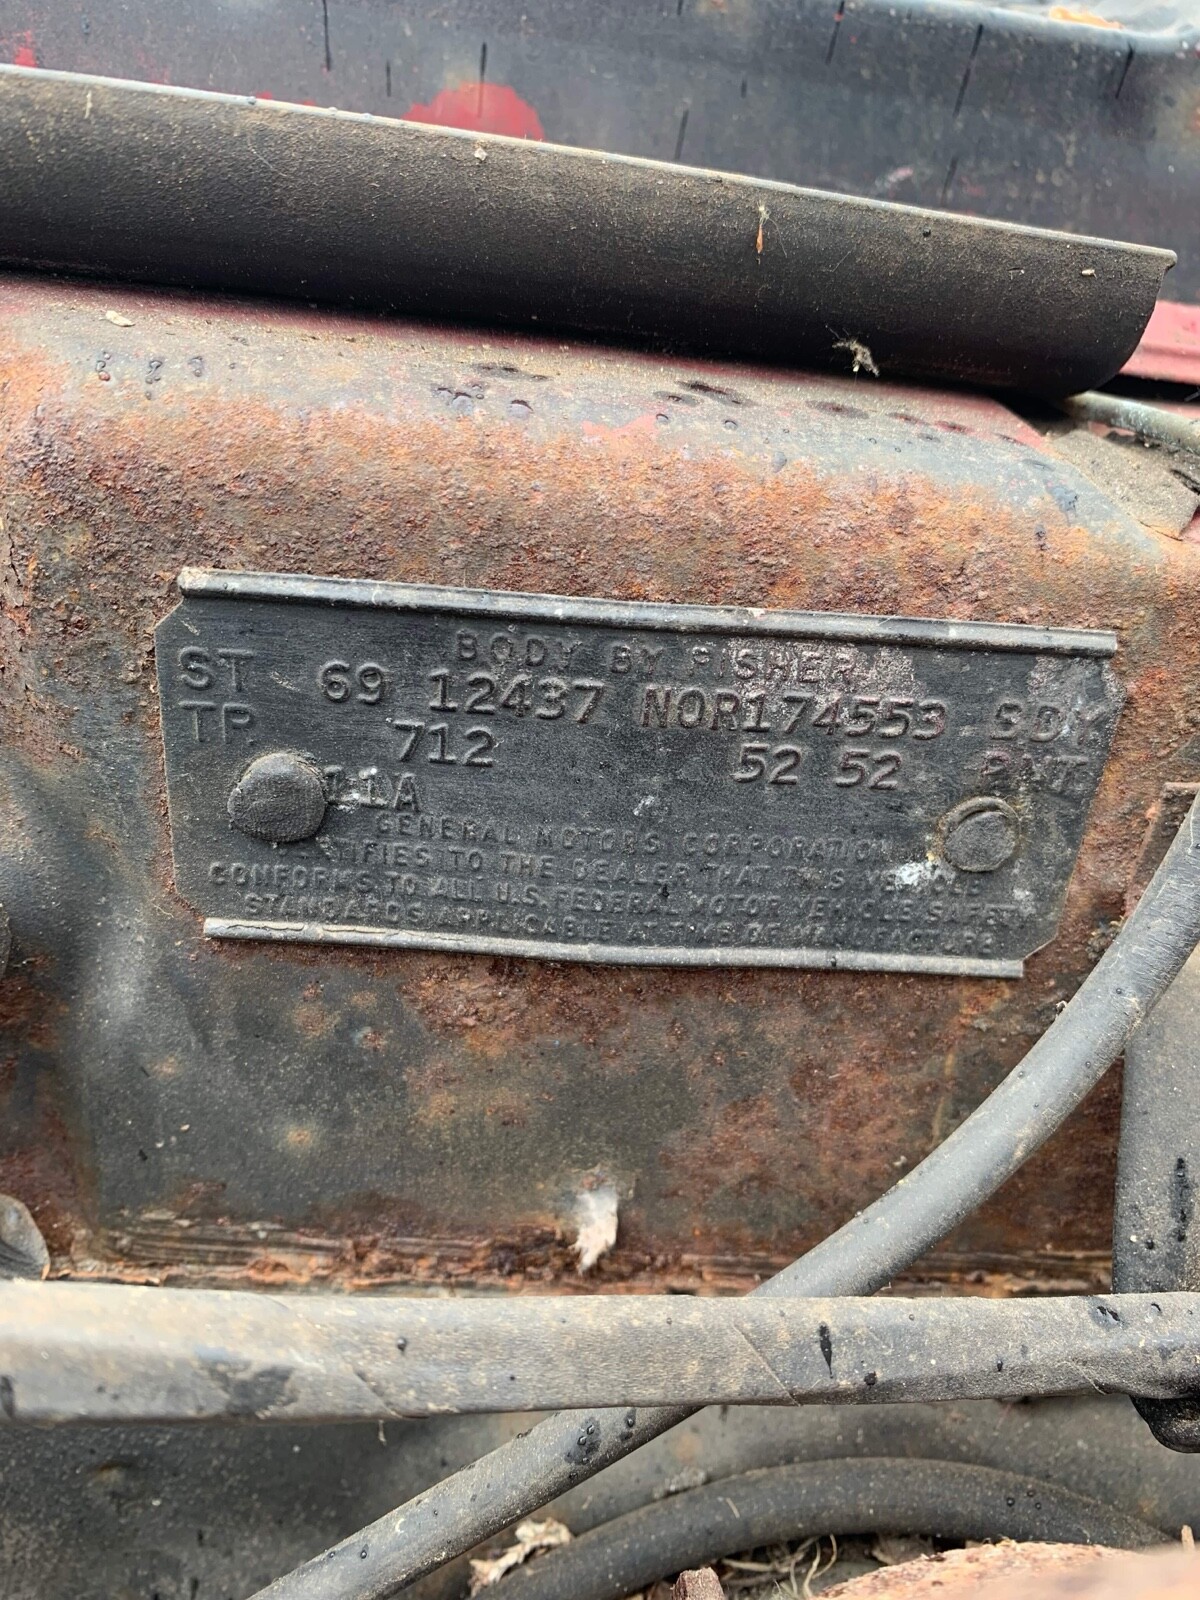 BODY BY FISHER
ST 69 12437 NOR174553 BDY
TR 712 52 52 PNT
11A
GENERAL MOTORS CORPORATION
CERTIFIES TO THE DEALER THAT THIS VEHICLE
CONFORMS TO ALL U.S. FEDERAL MOTOR VEHICLE SAFETY
STANDARDS APPLICABLE AT TIME OF MANUFACTURE